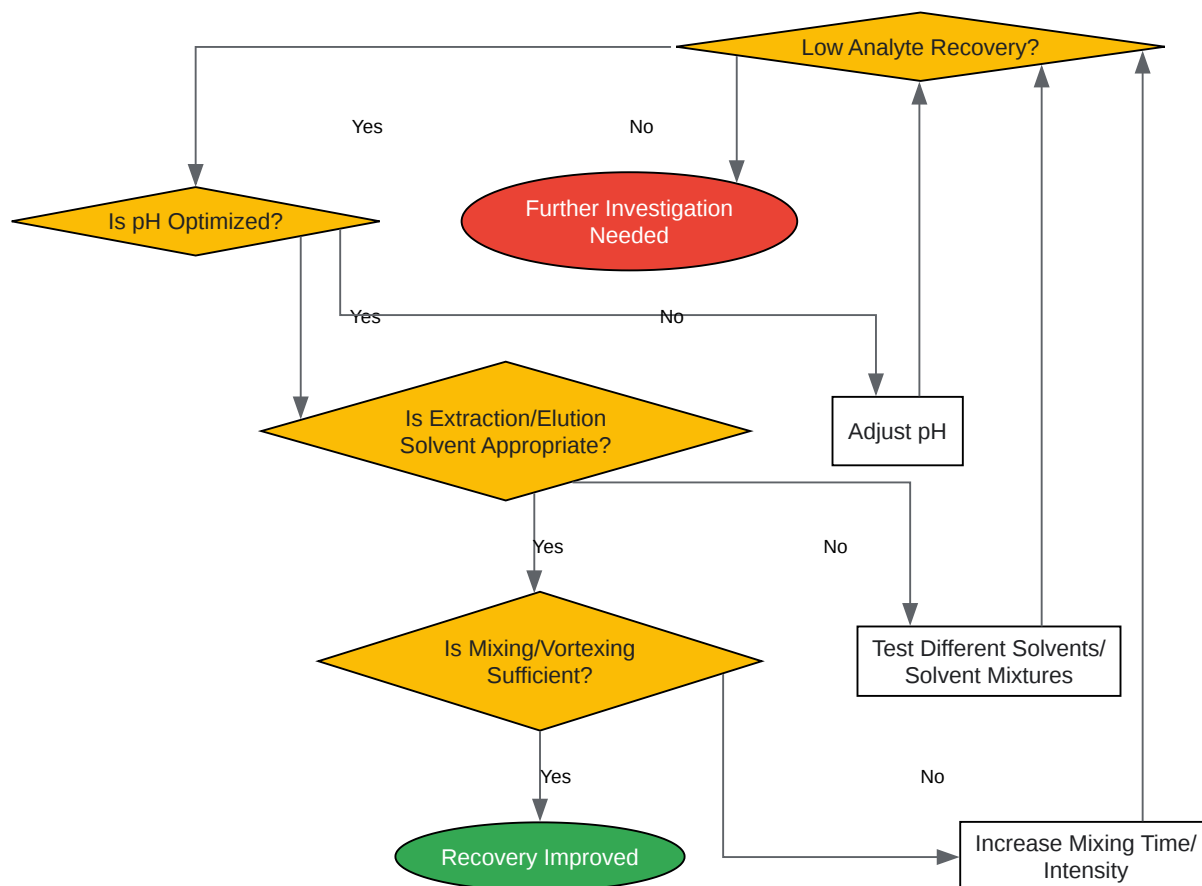 Low Analyte Recovery?
Yes
No
Further Investigation
Needed
Is pH Optimized?
Yes
No
Is Extraction/Elution
Solvent Appropriate?
Adjust pH
Yes
No
Is Mixing/Vortexing
Sufficient?
Test Different Solvents/
Solvent Mixtures
Yes
No
Recovery Improved
Increase Mixing Time/
Intensity